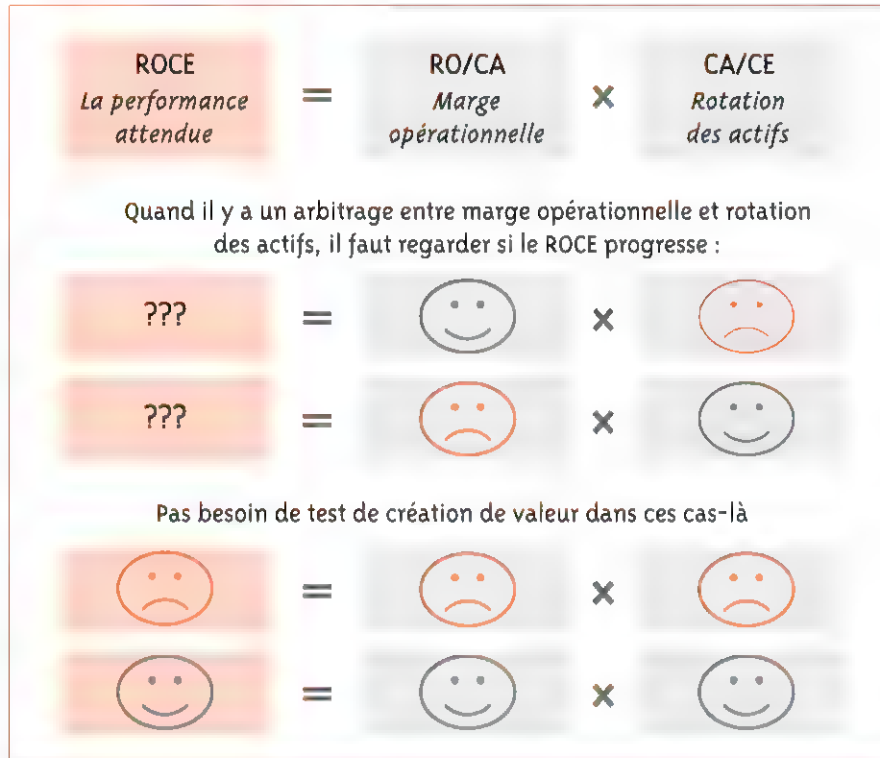 ROCE = RO/CA × CA/CE
La performance attendue
Marge opérationnelle
Rotation des actifs
Quand il y a un arbitrage entre marge opérationnelle et rotation
des actifs, il faut regarder si le ROCE progresse :
??? = ×
??? = ×
Pas besoin de test de création de valeur dans ces cas-là
= ×
= ×